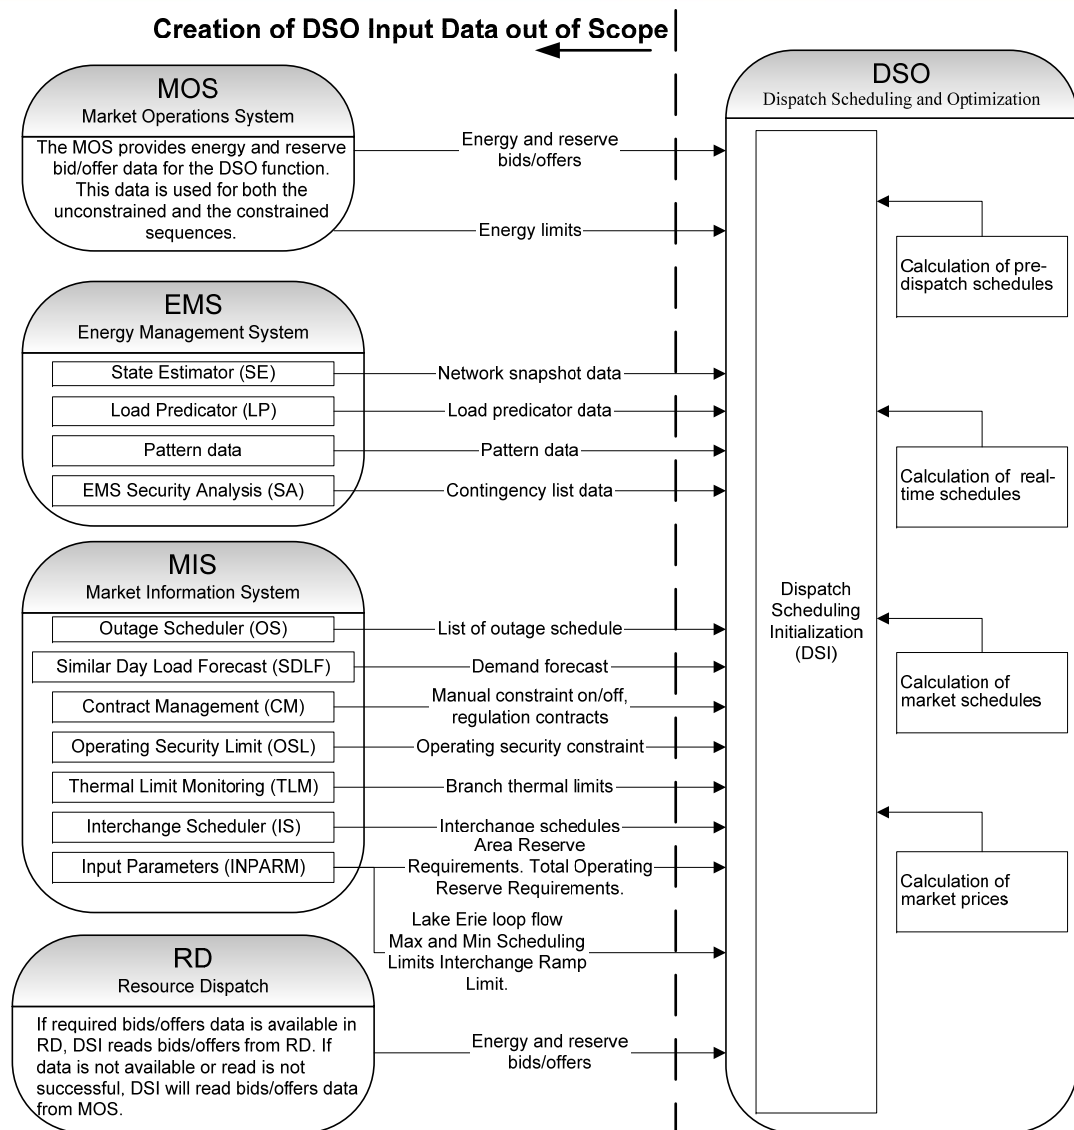 Creation of DSO Input Data out of Scope
MOS
Market Operations System
The MOS provides energy and reserve
bid/offer data for the DSO function.
This data is used for both the
unconstrained and the constrained
sequences.
Energy and reserve
bids/offers
Energy limits
EMS
Energy Management System
State Estimator (SE)
Network snapshot data
Load Predicator (LP)
Load predicator data
Pattern data
Pattern data
EMS Security Analysis (SA)
Contingency list data
MIS
Market Information System
Outage Scheduler (OS)
List of outage schedule
Similar Day Load Forecast (SDLF)
Demand forecast
Contract Management (CM)
Manual constraint on/off,
regulation contracts
Operating Security Limit (OSL)
Operating security constraint
Thermal Limit Monitoring (TLM)
Branch thermal limits
Interchange Scheduler (IS)
Interchange schedules
Input Parameters (INPARM)
Area Reserve
Requirements. Total Operating
Reserve Requirements.
Lake Erie loop flow
Max and Min Scheduling
Limits Interchange Ramp
Limit.
RD
Resource Dispatch
If required bids/offers data is available in
RD, DSI reads bids/offers from RD. If
data is not available or read is not
successful, DSI will read bids/offers data
from MOS.
Energy and reserve
bids/offers
DSO
Dispatch Scheduling and Optimization
Dispatch
Scheduling
Initialization
(DSI)
Calculation of pre-
dispatch schedules
Calculation of real-
time schedules
Calculation of
market schedules
Calculation of
market prices